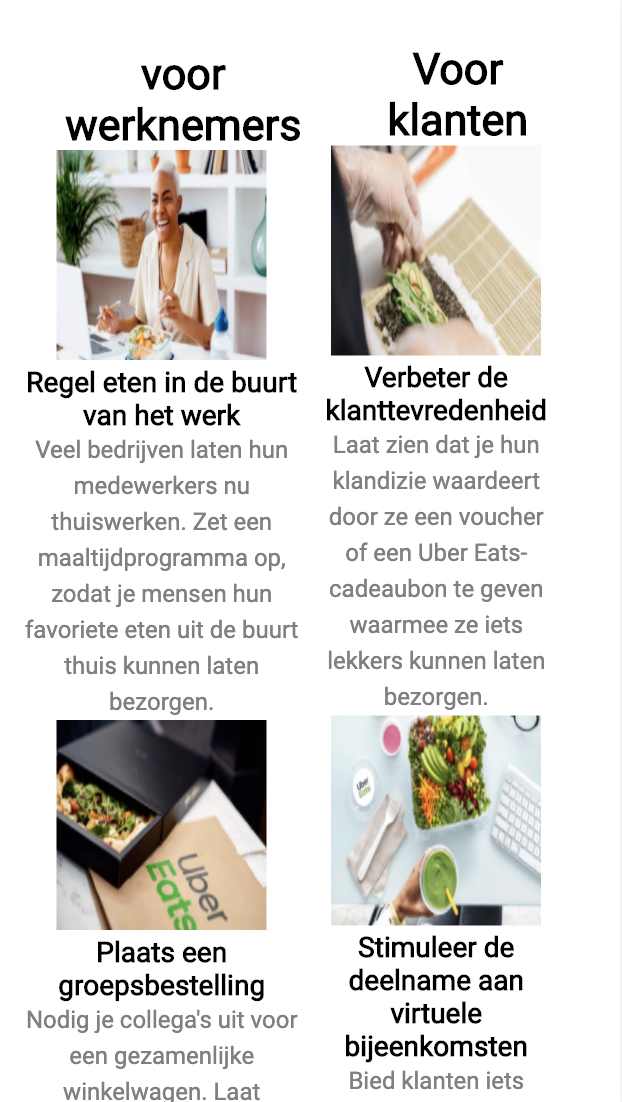 voor
werknemers
Regel eten in de buurt
van het werk
Veel bedrijven laten hun
medewerkers nu
thuiswerken. Zet een
maaltijdprogramma op,
zodat je mensen hun
favoriete eten uit de buurt
thuis kunnen laten
bezorgen.
Uber
Eats
Plaats een
groepsbestelling
Nodig je collega's uit voor
een gezamenlijke
winkelwagen. Laat
Voor
klanten
Verbeter de
klanttevredenheid
Laat zien dat je hun
klandizie waardeert
door ze een voucher
of een Uber Eats-
cadeaubon te geven
waarmee ze iets
lekkers kunnen laten
bezorgen.
Uber
Eats
Stimuleer de
deelname aan
virtuele
bijeenkomsten
Bied klanten iets